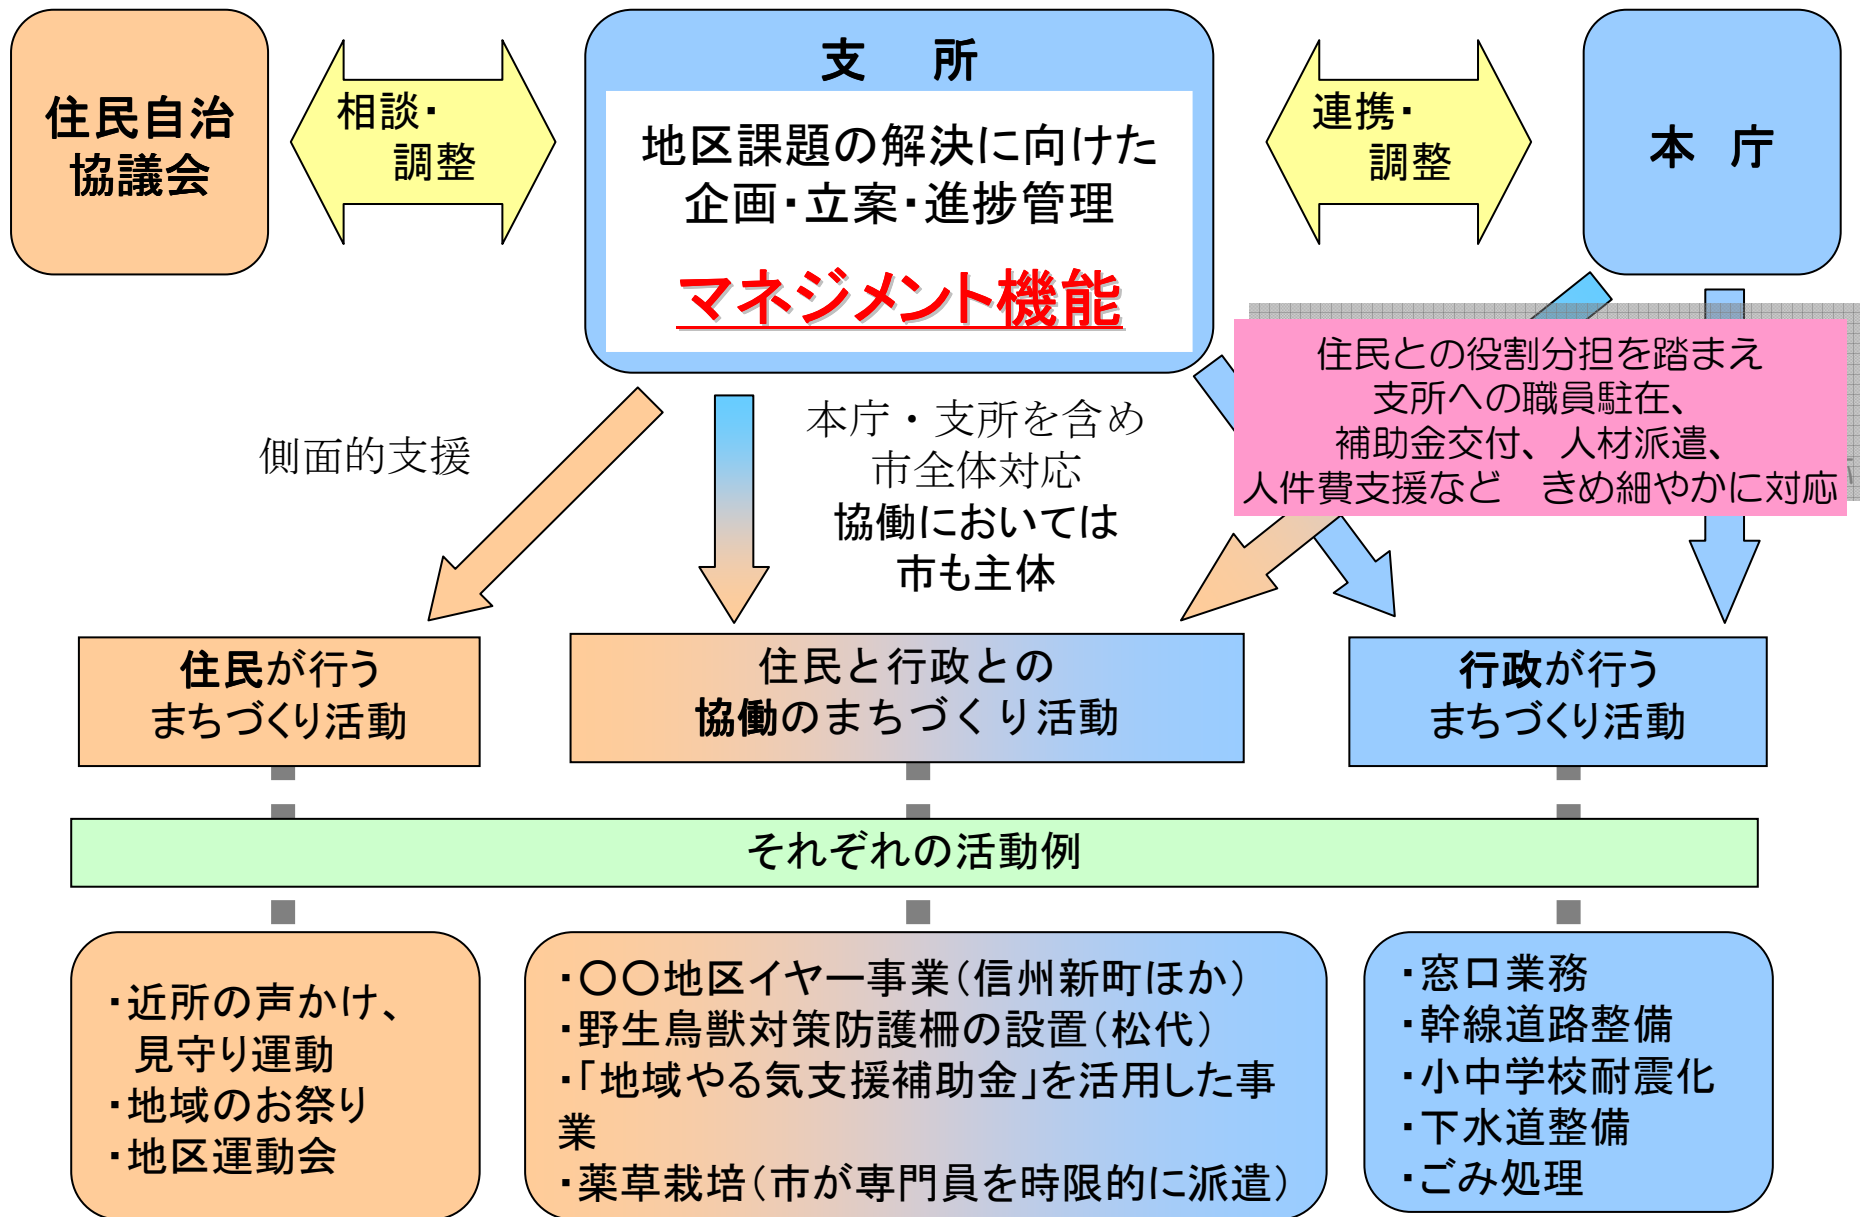 住民自治
協議会
相談・
調整
支　所
地区課題の解決に向けた
企画・立案・進捗管理
マネジメント機能
連携・
調整
本 庁
住民との役割分担を踏まえ
支所への職員駐在、
補助金交付、人材派遣、
人件費支援など　きめ細やかに対応
側面的支援
本庁・支所を含め
市全体対応
協働においては
市も主体
住民が行う
まちづくり活動
住民と行政との
協働のまちづくり活動
行政が行う
まちづくり活動
それぞれの活動例
・近所の声かけ、
見守り運動
・地域のお祭り
・地区運動会
・〇〇地区イヤー事業(信州新町ほか)
・野生鳥獣対策防護柵の設置(松代)
・「地域やる気支援補助金」を活用した事
業
・薬草栽培(市が専門員を時限的に派遣)
・窓口業務
・幹線道路整備
・小中学校耐震化
・下水道整備
・ごみ処理